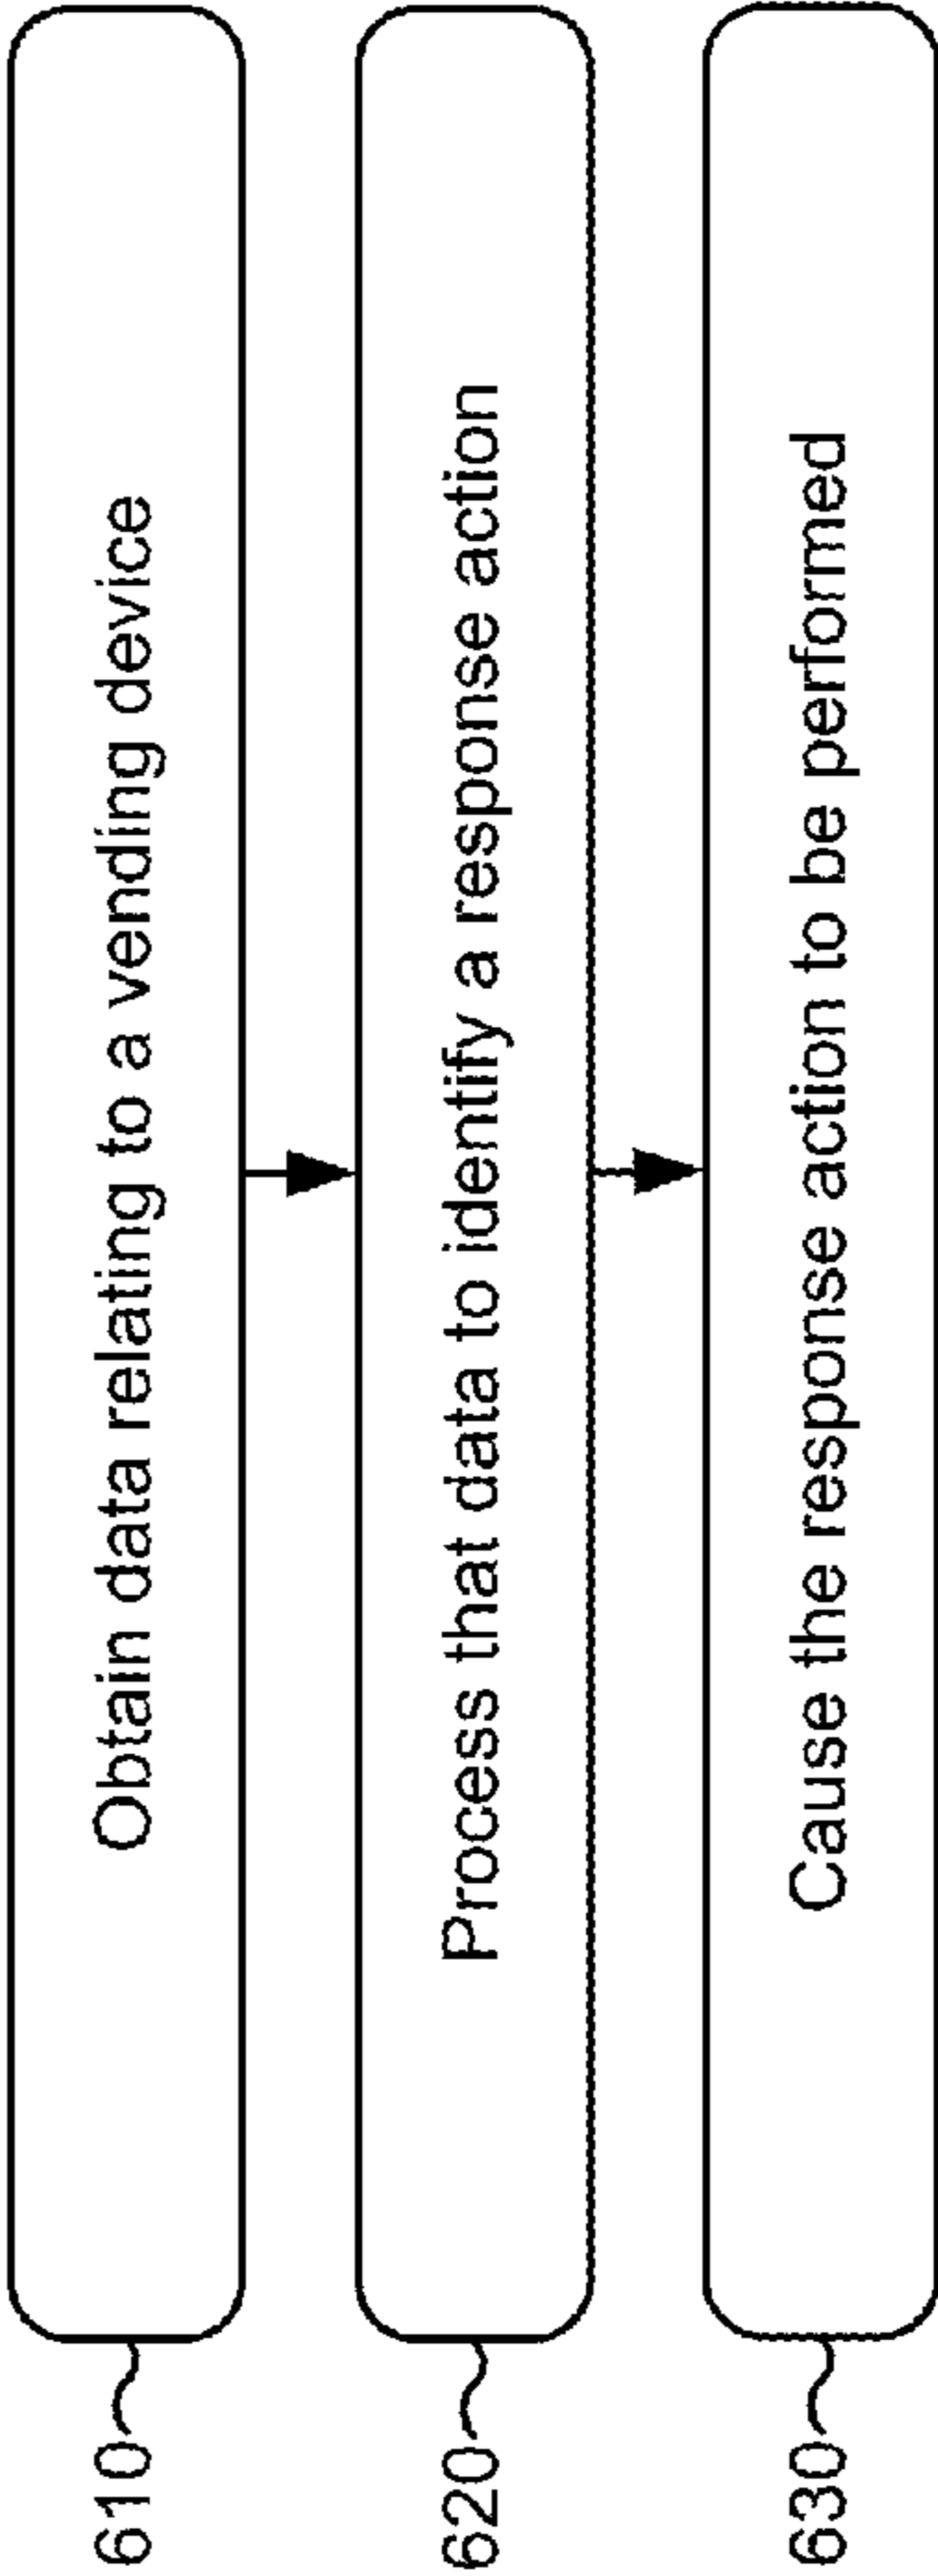 610
Obtain data relating to a vending device
620
Process that data to identify a response action
630
Cause the response action to be performed